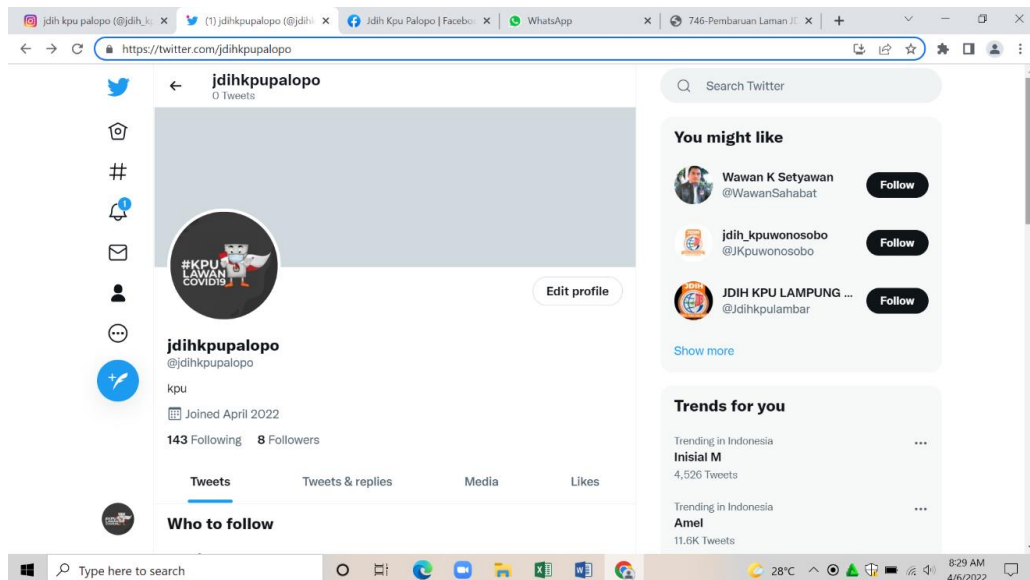 jdih kpu palopo (@jdih_k
(1) jdihkpupalopo (@jdih
Jdih Kpu Palopo | Facebo
WhatsApp
746-Pembaruan Laman JD
https://twitter.com/jdihkpupalopo
jdihkpupalopo
0 Tweets
#KPU
LAWAN
COVID19
Edit profile
jdihkpupalopo
@jdihkpupalopo
kpu
Joined April 2022
143 Following 8 Followers
Tweets Tweets & replies Media Likes
Who to follow
Search Twitter
You might like
Wawan K Setyawan
@WawanSahabat
Follow
jdih_kpuwonosobo
@JKpuwonosobo
Follow
JDIH
JDIH KPU LAMPUNG ...
@Jdihkpulambar
Follow
Show more
Trends for you
Trending in Indonesia
Inisial M
4,526 Tweets
Trending in Indonesia
Amel
11.6K Tweets
1
Type here to search
28°C
8:29 AM
4/6/2022